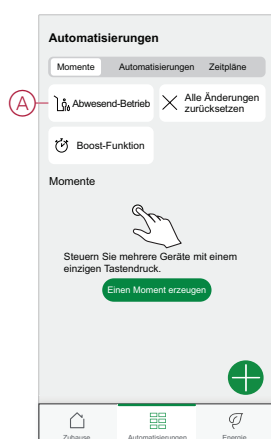 Automatisierungen
Momente Automatisierungen Zeitpläne
A
Abwesend-Betrieb
Alle Änderungen
zurücksetzen
Boost-Funktion
Momente
Steuern Sie mehrere Geräte mit einem
einzigen Tastendruck.
Einen Moment erzeugen
Zuhause Automatisierungen Energie